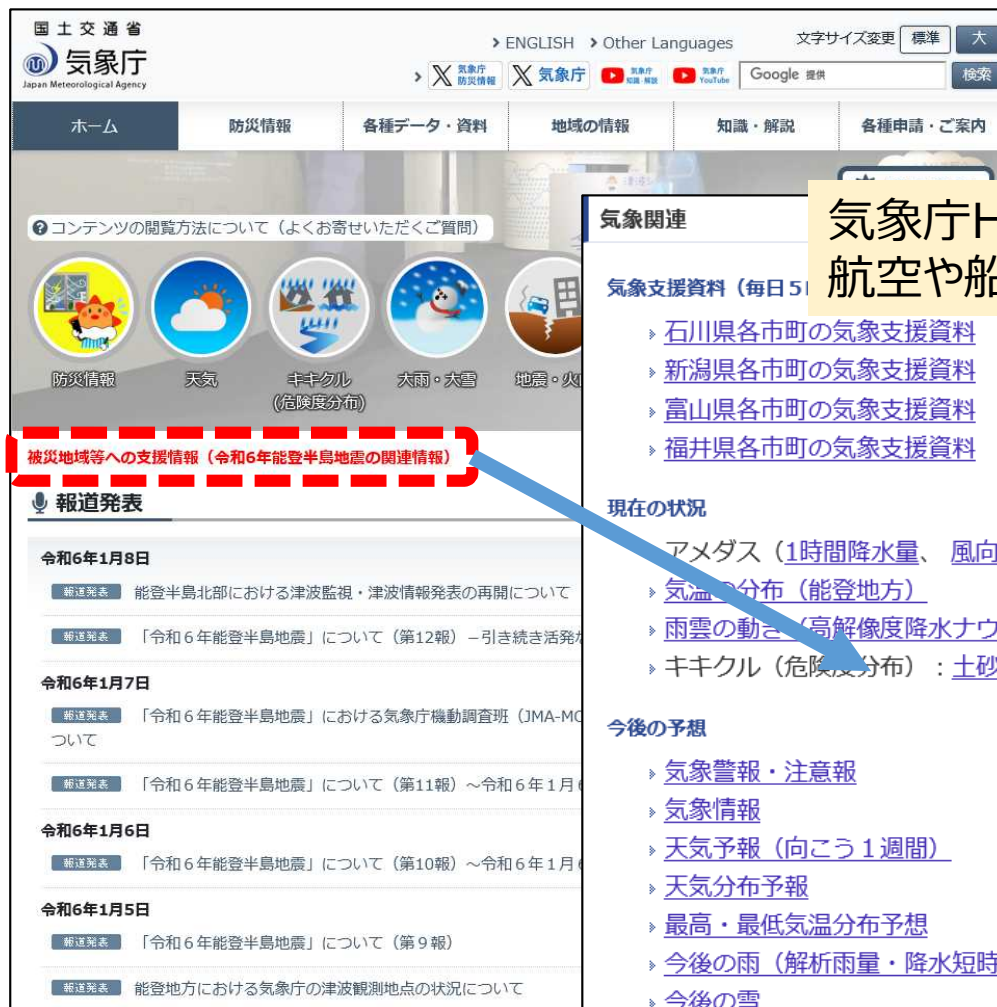 国土交通省
気象庁
Japan Meteorological Agency
ENGLISH Other Languages
文字サイズ変更 標準 大
気象庁防災情報 気象庁 気象庁 知識・解説 気象庁 YouTube Google 提供 検索
ホーム 防災情報 各種データ・資料 地域の情報 知識・解説 各種申請・ご案内
コンテンツの閲覧方法について（よくお寄せいただくご質問）
防災情報 天気 キキクル 大雨・大雪 地震・火
(危険度分布)
被災地域等への支援情報（令和6年能登半島地震の関連情報）
報道発表
令和6年1月8日
報道発表 能登半島北部における津波監視・津波情報発表の再開について
報道発表 「令和６年能登半島地震」について（第12報）－引き続き活発
令和6年1月7日
報道発表 「令和６年能登半島地震」における気象庁機動調査班（JMA-MO
ついて
報道発表 「令和６年能登半島地震」について（第11報）～令和６年１月
令和6年1月6日
報道発表 「令和６年能登半島地震」について（第10報）～令和６年１月
令和6年1月5日
報道発表 「令和６年能登半島地震」について（第９報）
報道発表 能登地方における気象庁の津波観測地点の状況について
気象庁H
航空や船
気象関連
気象支援資料（毎日５
石川県各市町の気象支援資料
新潟県各市町の気象支援資料
富山県各市町の気象支援資料
福井県各市町の気象支援資料
現在の状況
アメダス（1時間降水量、 風向
気温の分布（能登地方）
雨雲の動き（高解像度降水ナウ
キキクル（危険度分布）：土砂
今後の予想
気象警報・注意報
気象情報
天気予報（向こう１週間）
天気分布予報
最高・最低気温分布予想
今後の雨（解析雨量・降水短時
今後の雪